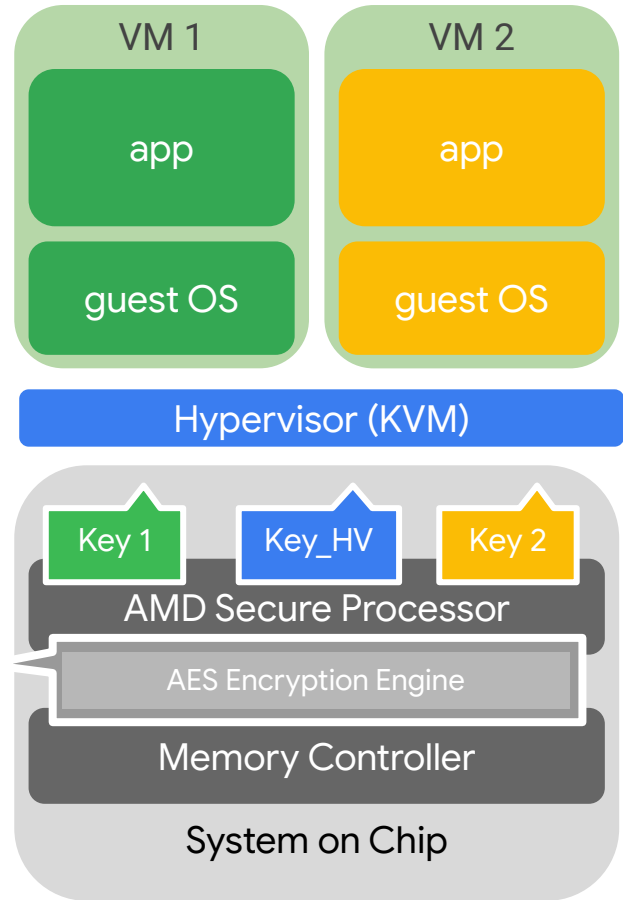 VM 1
VM 2
app
app
guest OS
guest OS
Hypervisor (KVM)
Key 1
Key_HV
Key 2
AMD Secure Processor
AES Encryption Engine
Memory Controller
System on Chip